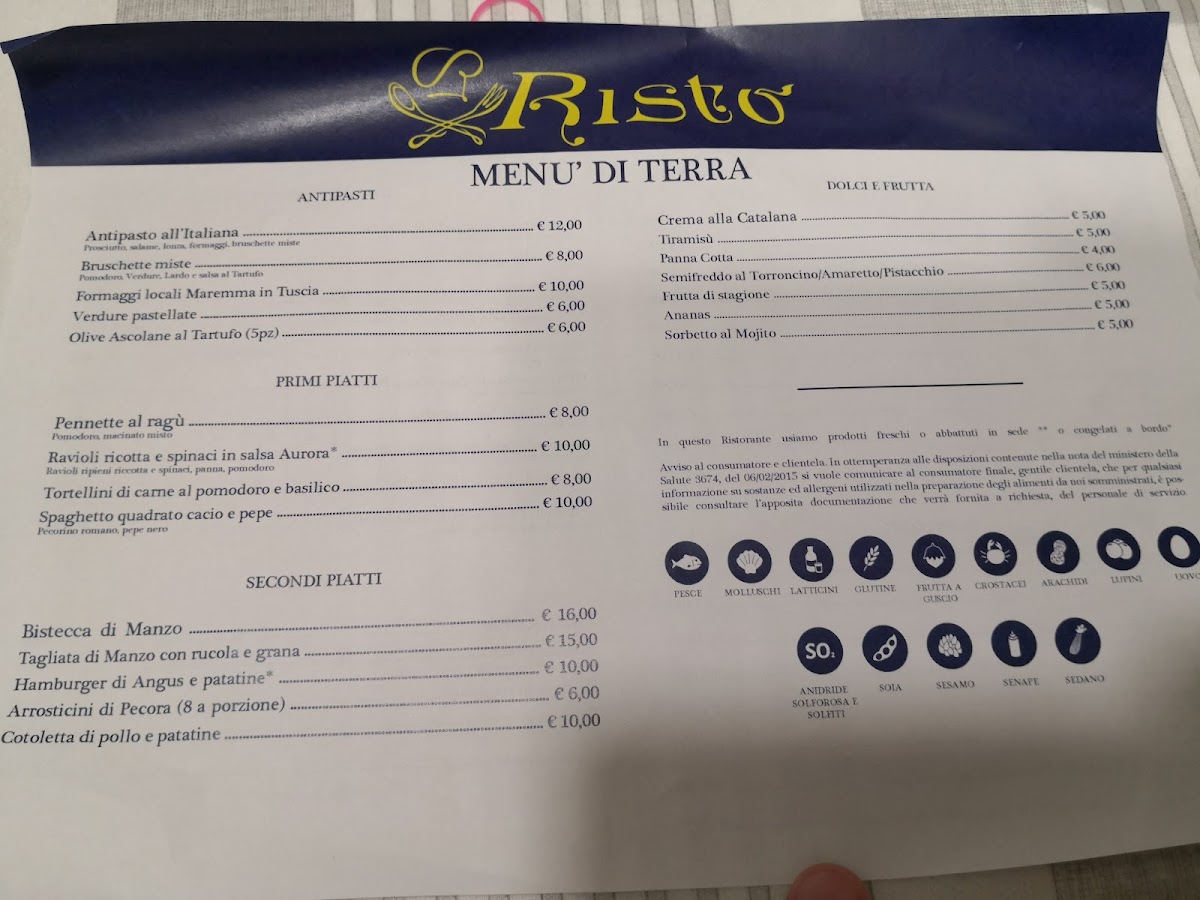 Ristò
MENU' DI TERRA
ANTIPASTI
Antipasto all'Italiana € 12,00
Prosciutto, salame, lonza, formaggi, bruschette miste
Bruschette miste € 8,00
Pomodoro, Verdure, Lardo e salsa al Tartufo
Formaggi locali Maremma in Tuscia € 10,00
Verdure pastellate € 6,00
Olive Ascolane al Tartufo (5pz) € 6,00
PRIMI PIATTI
Pennette al ragù € 8,00
Pomodoro, macinato misto
Ravioli ricotta e spinaci in salsa Aurora* € 10,00
Ravioli ripieni riccotta e spinaci, panna, pomodoro
Tortellini di carne al pomodoro e basilico € 8,00
Spaghetto quadrato cacio e pepe € 10,00
Pecorino romano, pepe nero
SECONDI PIATTI
Bistecca di Manzo € 16,00
Tagliata di Manzo con rucola e grana € 15,00
Hamburger di Angus e patatine* € 10,00
Arrosticini di Pecora (8 a porzione) € 6,00
Cotoletta di pollo e patatine € 10,00
DOLCI E FRUTTA
Crema alla Catalana € 5,00
Tiramisù € 5,00
Panna Cotta € 4,00
Semifreddo al Torroncino/Amaretto/Pistacchio € 6,00
Frutta di stagione € 5,00
Ananas € 5,00
Sorbetto al Mojito € 5,00
In questo Ristorante usiamo prodotti freschi o abbattuti in sede ** o congelati a bordo*
Avviso al consumatore e clientela. In ottemperanza alle disposizioni contenute nella nota del ministero della
Salute 3674, del 06/02/2015 si vuole comunicare al consumatore finale, gentile clientela, che per qualsiasi
informazione su sostanze ed allergeni utilizzati nella preparazione degli alimenti da noi somministrati, è pos-
sibile consultare l'apposita documentazione che verrà fornita a richiesta, del personale di servizio.
PESCE MOLLUSCHI LATTICINI GLUTINE FRUTTA A GUSCIO CROSTACEI ARACHIDI LUPINI UOVO
SO₂
ANIDRIDE SOLFOROSA E SOLFITI SOIA SESAMO SENAPE SEDANO